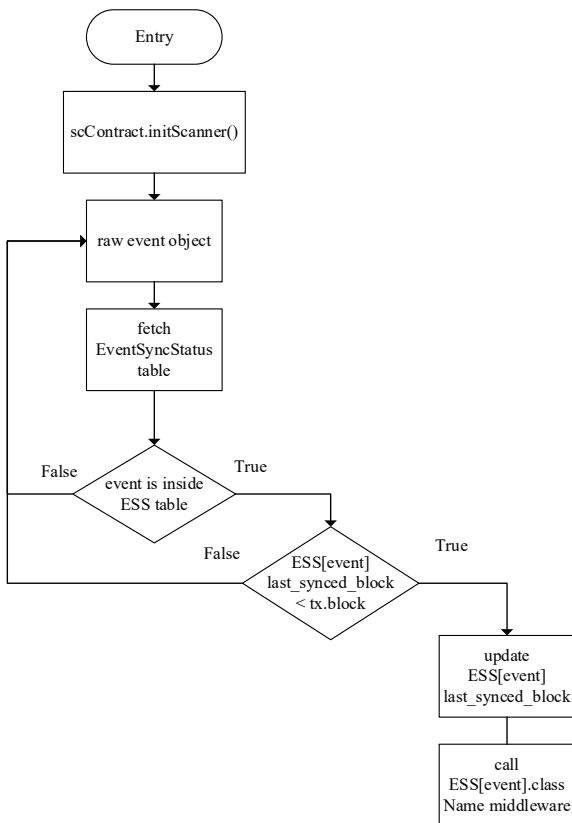 Entry
scContract.initScanner()
raw event object
fetch
EventSyncStatus
table
False
True
event is inside
ESS table
False
True
ESS[event]
last_synced_block
< tx.block
update
ESS[event]
last_synced_block
call
ESS[event].class
Name middleware